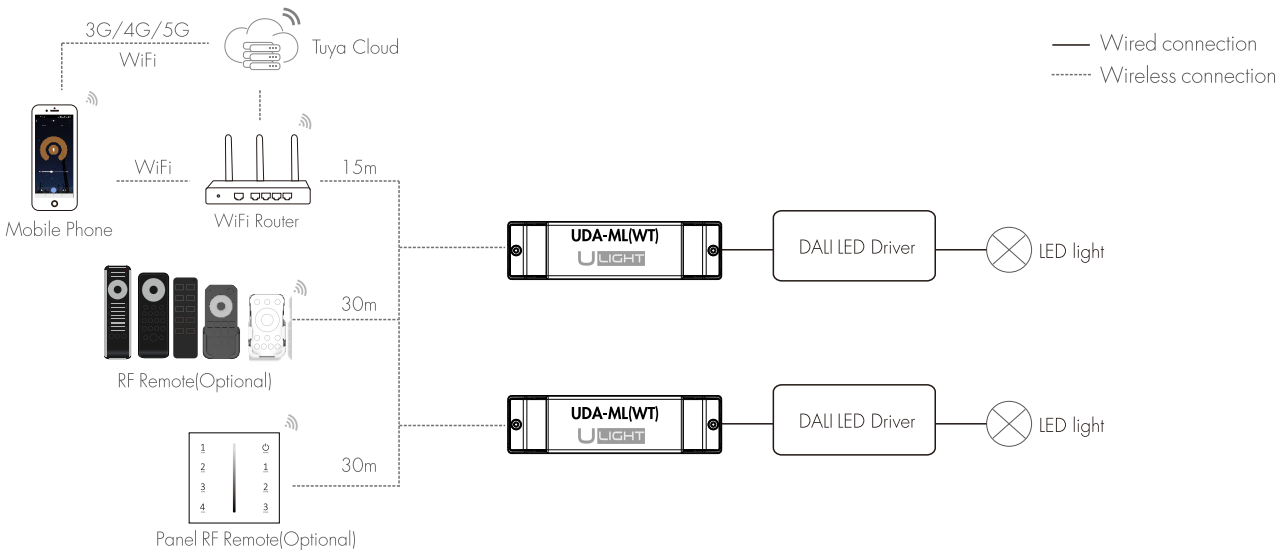 3G/4G/5G
WiFi
Tuya Cloud
Wired connection
Wireless connection
WiFi
15m
Mobile Phone
WiFi Router
UDA-ML(WT)
U LIGHT
DALI LED Driver
LED light
30m
RF Remote(Optional)
UDA-ML(WT)
U LIGHT
DALI LED Driver
LED light
1
2
3
4
1
2
3
30m
Panel RF Remote(Optional)